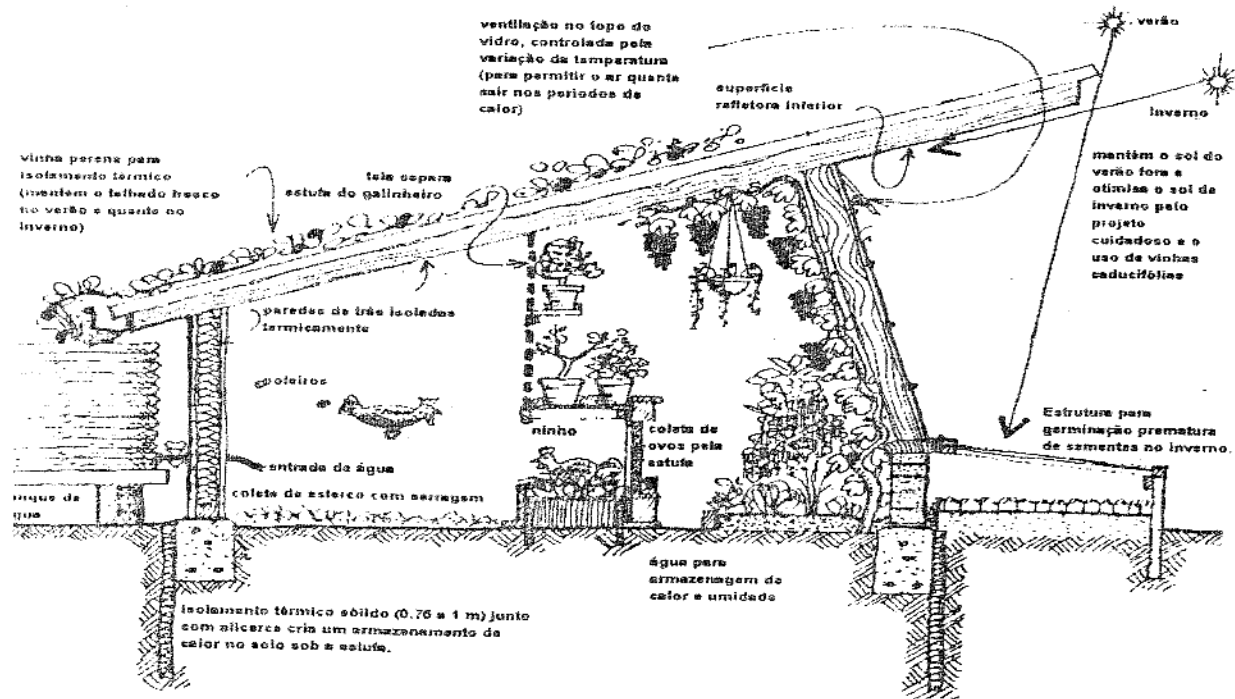 ventilação no topo do
vidro, controlada pela
variação da temperatura
(para permitir o ar quente
sair nos períodos de
calor)
verão
superfície
refletora inferior
Inverno
vinha perene para
isolamento térmico
(mantém o telhado fresco
no verão e quente no
inverno)
tela separa
estufa do galinheiro
mantém o sol do
verão fora e
otimisa o sol de
inverno pelo
projeto
cuidadoso e o
uso de vinhas
caducifólias
paredes de trás isoladas
termicamente
poleiros
ninho
coleta de
ovos pela
estufa
Estrutura para
germinação prematura
de sementes no inverno.
entrada de água
coleta de esterco com serragem
anque de
gua
água para
armazenagem de
calor e umidade
isolamento térmico sólido (0.76 a 1 m) junto
com alicerce cria um armazenamento de
calor no solo sob a estufa.